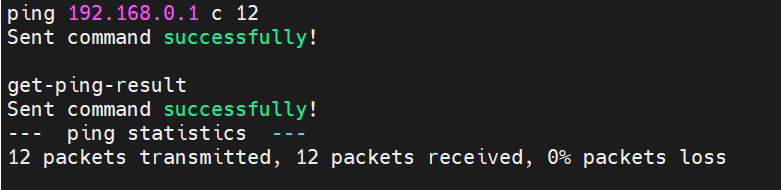 ping 192.168.0.1 c 12
Sent command successfully!

get-ping-result
Sent command successfully!
---  ping statistics  ---
12 packets transmitted, 12 packets received, 0% packets loss